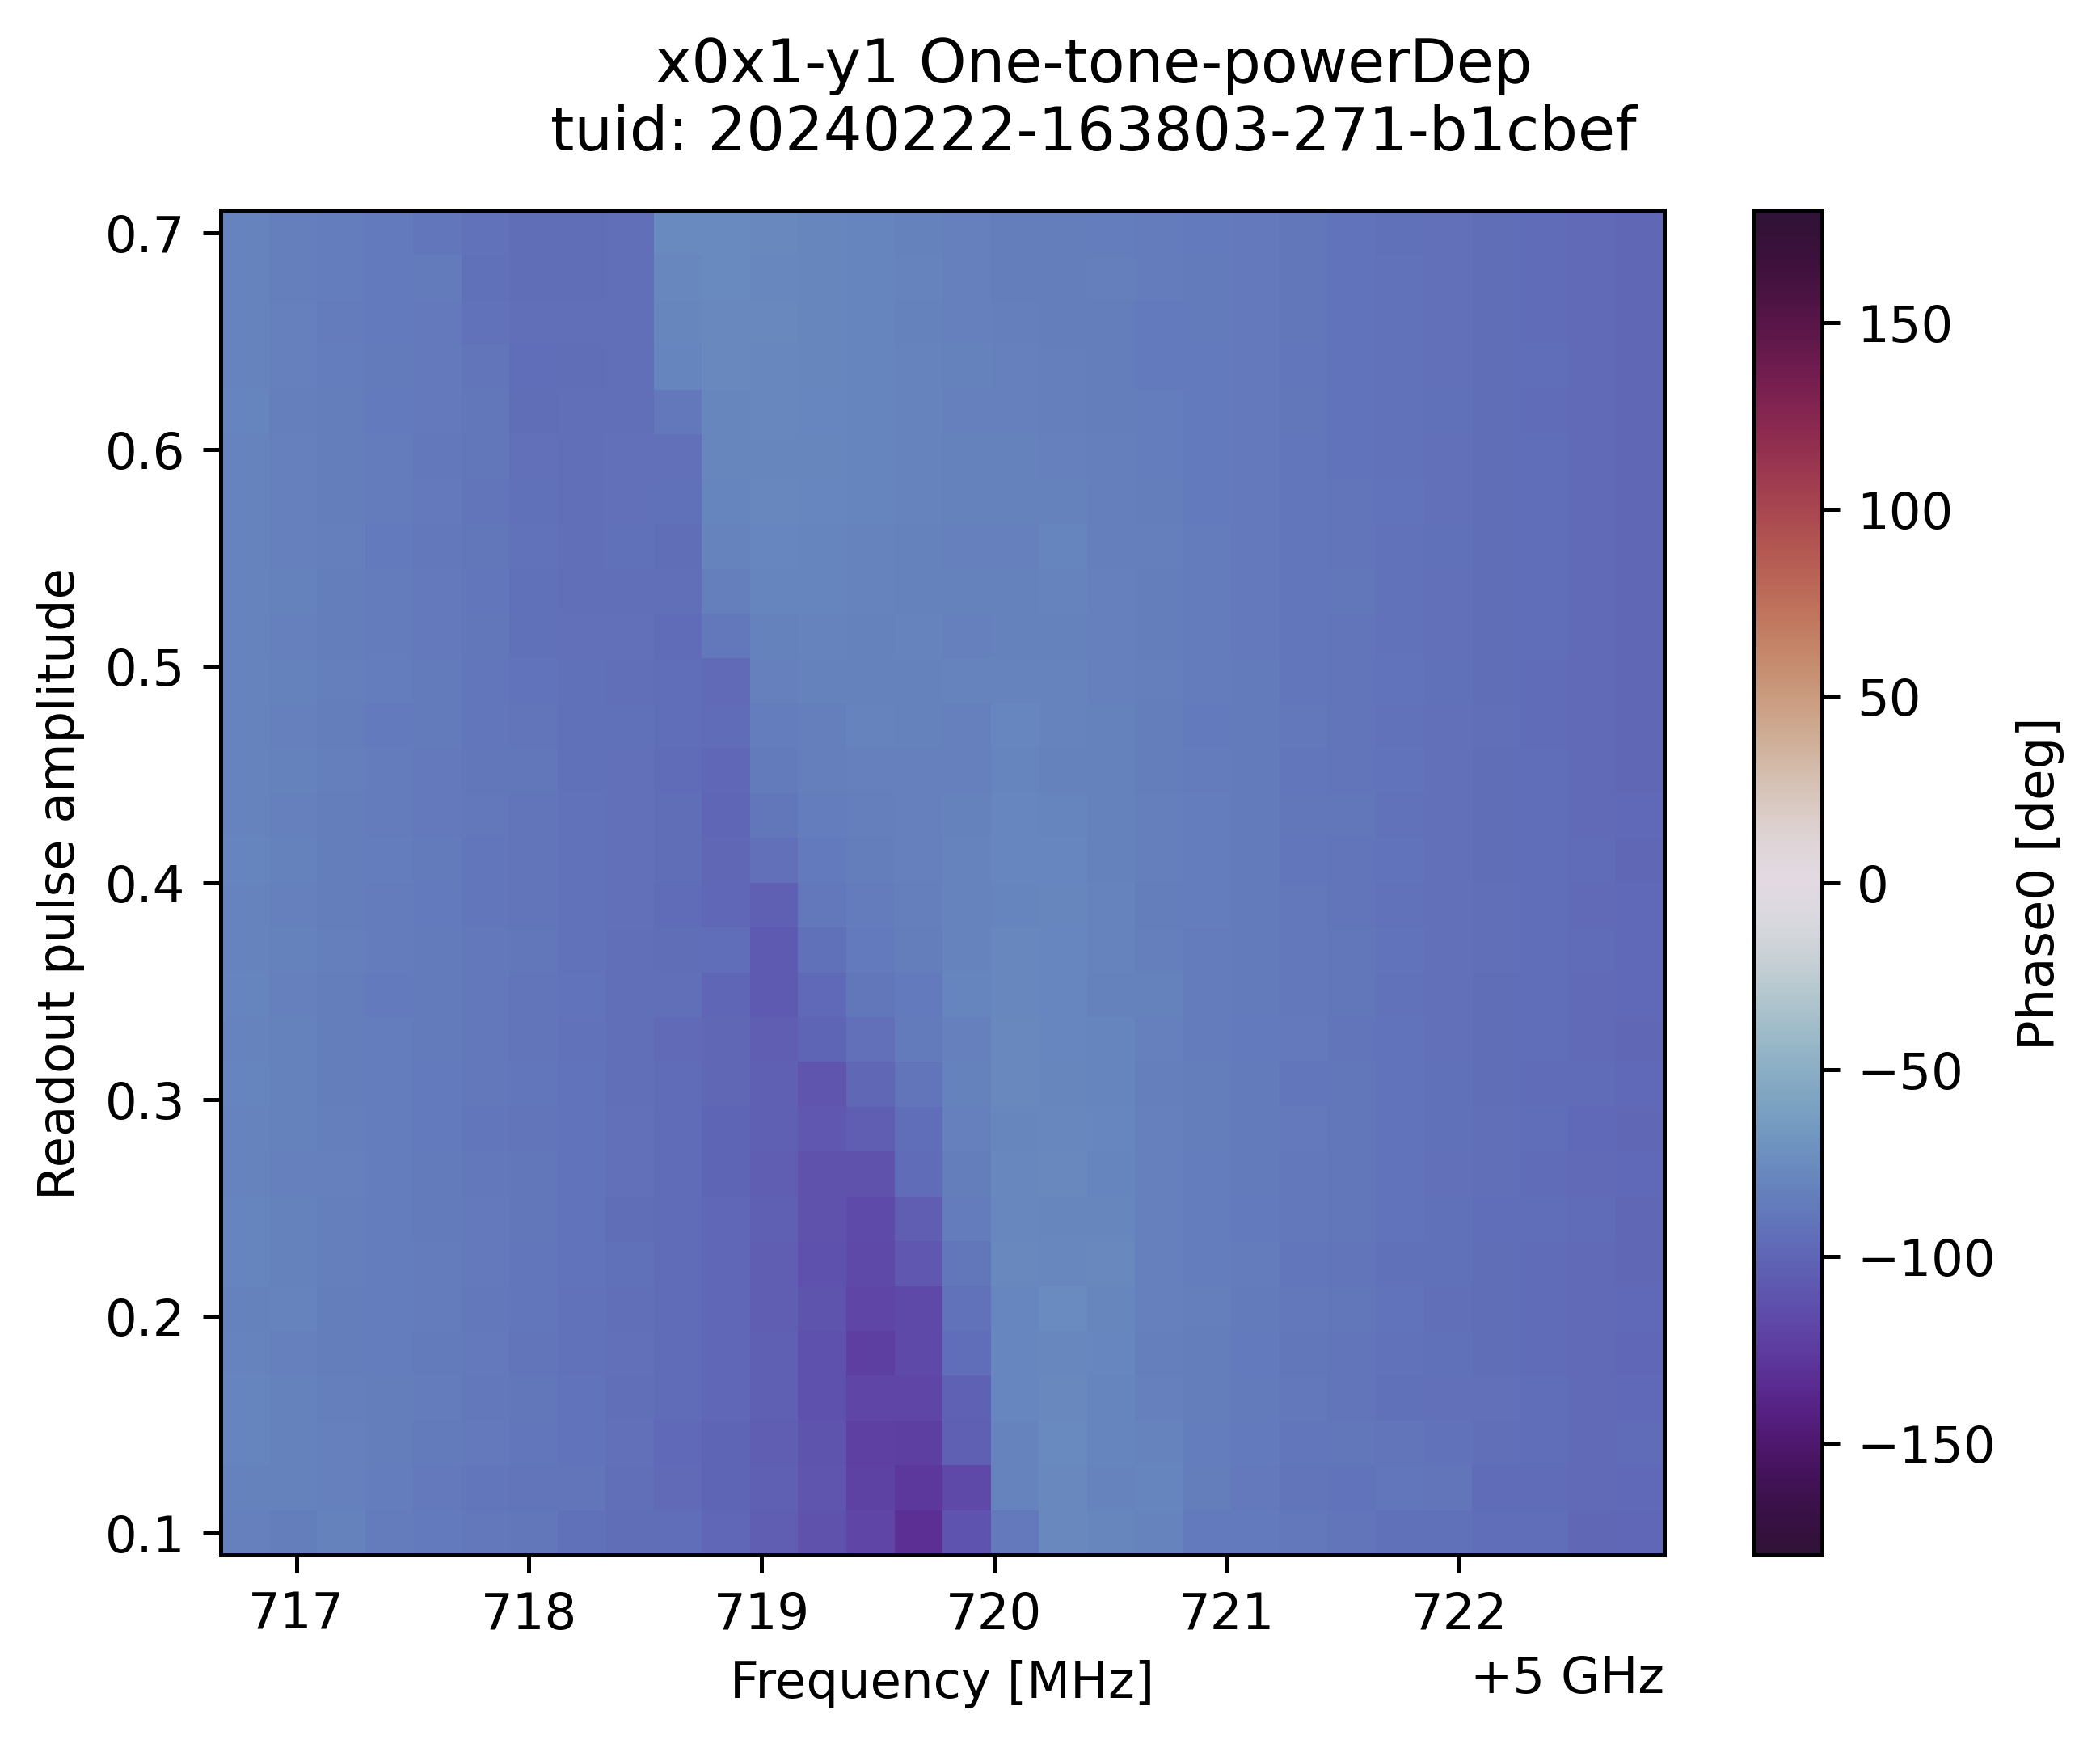 x0x1-y1 One-tone-powerDep
tuid: 20240222-163803-271-b1cbef
0.7
0.6
0.5
0.4
0.3
0.2
0.1
Readout pulse amplitude
717 718 719 720 721 722
Frequency [MHz]
+5 GHz
150
100
50
0
−50
−100
−150
Phase0 [deg]